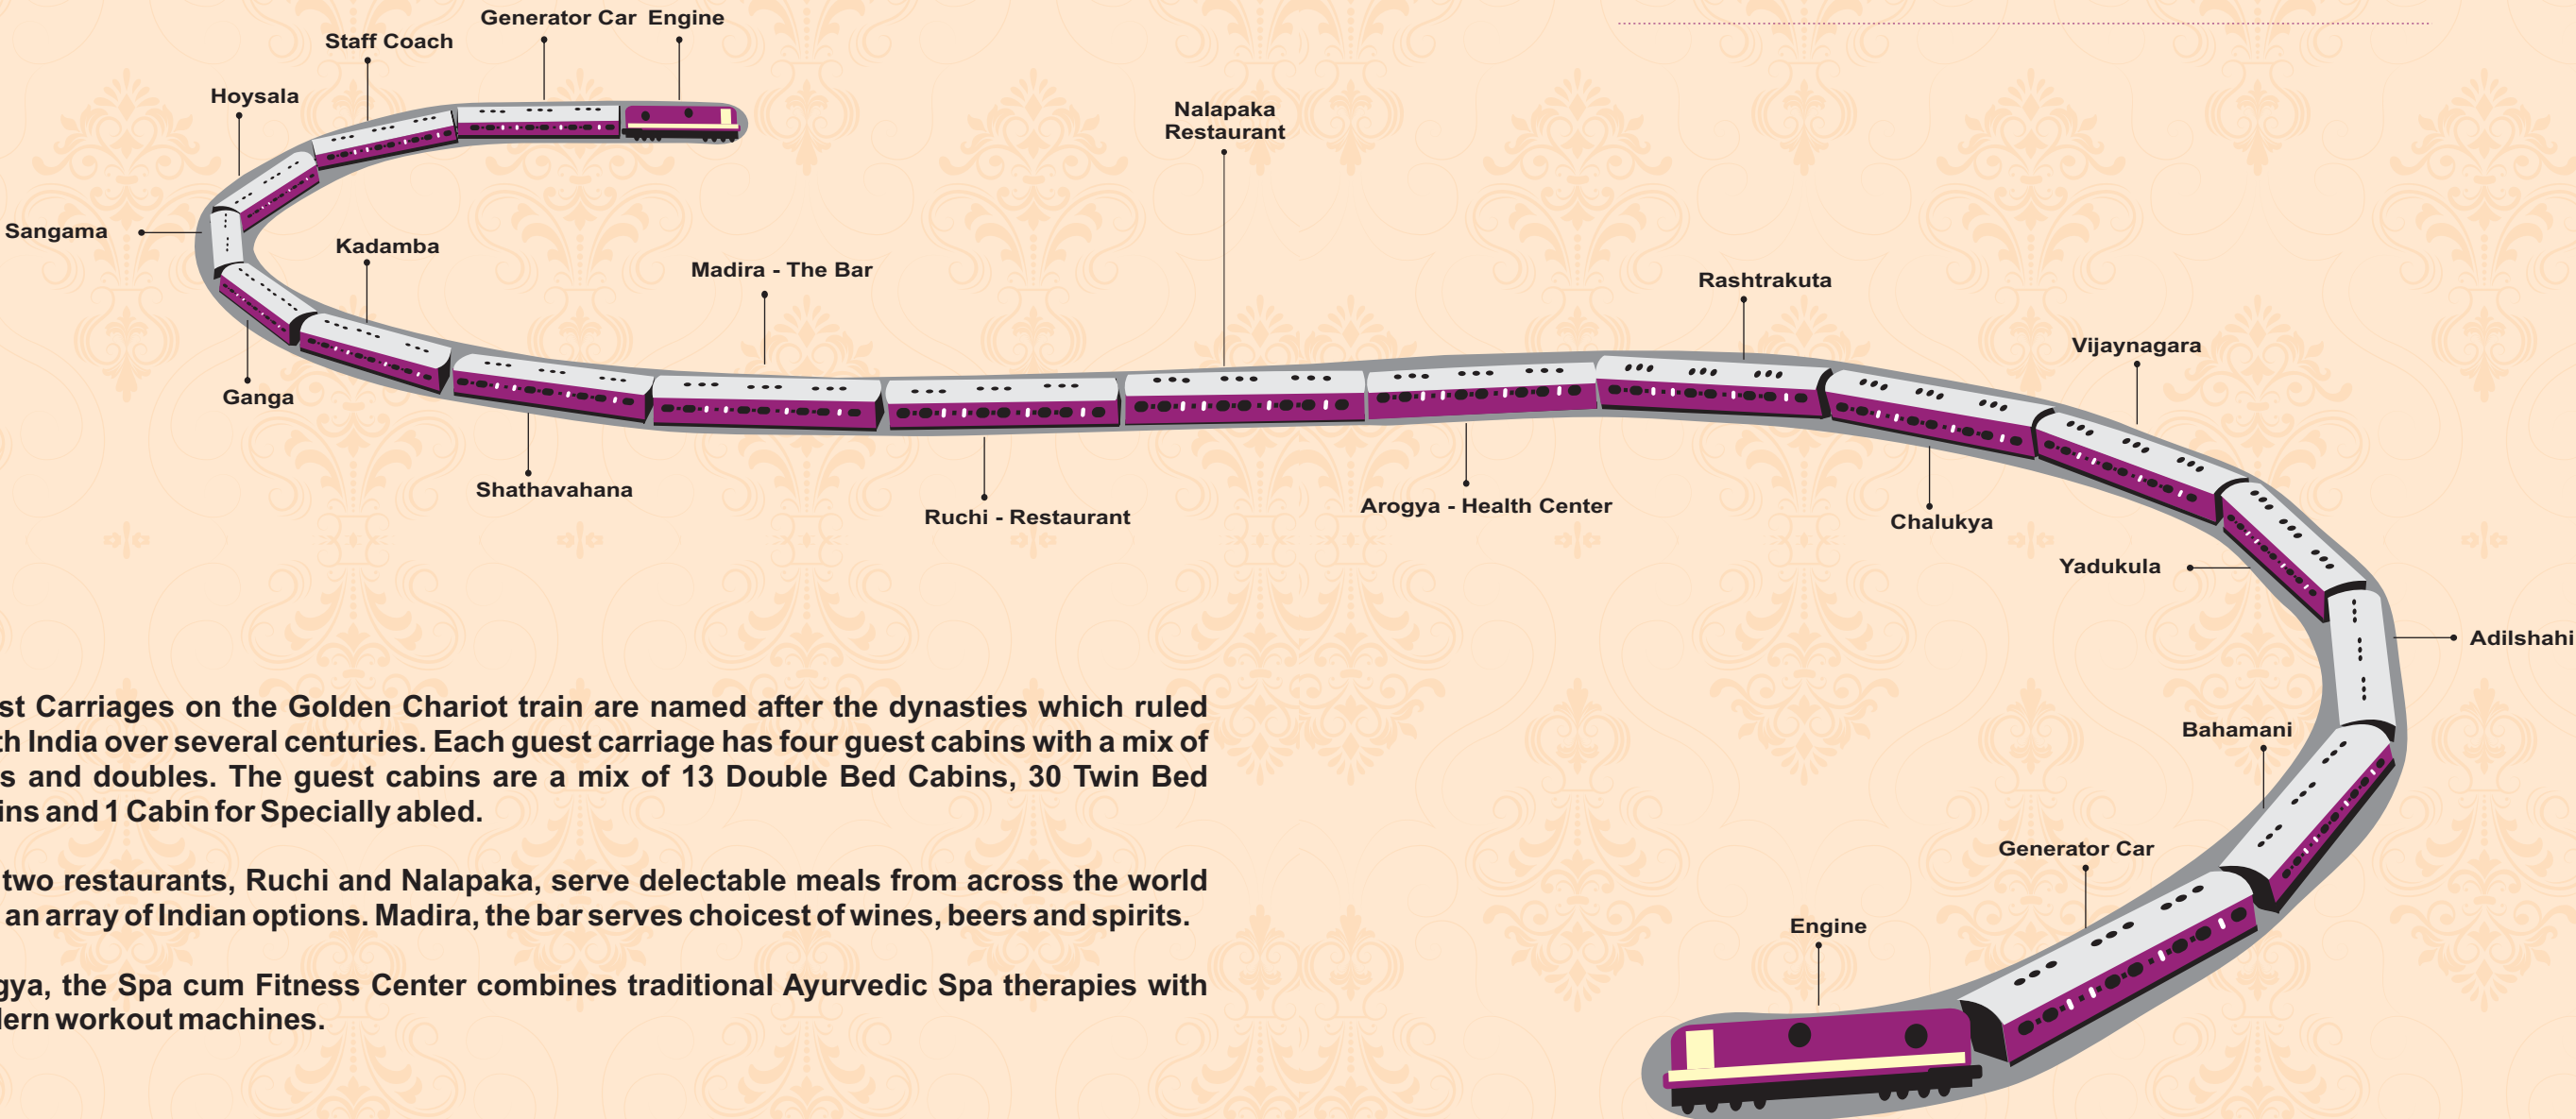 Generator Car Engine
Staff Coach
Hoysala
Nalapaka
Restaurant
Sangama
Kadamba
Madira - The Bar
Rashtrakuta
Vijaynagara
Ganga
Shathavahana
Ruchi - Restaurant
Arogya - Health Center
Chalukya
Yadukula
Adilshahi
Bahamani
Generator Car
Engine
st Carriages on the Golden Chariot train are named after the dynasties which ruled
th India over several centuries. Each guest carriage has four guest cabins with a mix of
s and doubles. The guest cabins are a mix of 13 Double Bed Cabins, 30 Twin Bed
ins and 1 Cabin for Specially abled.
two restaurants, Ruchi and Nalapaka, serve delectable meals from across the world
an array of Indian options. Madira, the bar serves choicest of wines, beers and spirits.
gya, the Spa cum Fitness Center combines traditional Ayurvedic Spa therapies with
ern workout machines.